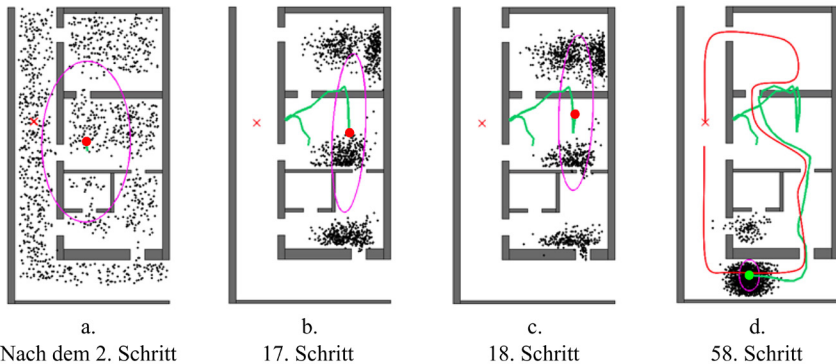 a.
Nach dem 2. Schritt
b.
17. Schritt
c.
18. Schritt
d.
58. Schritt